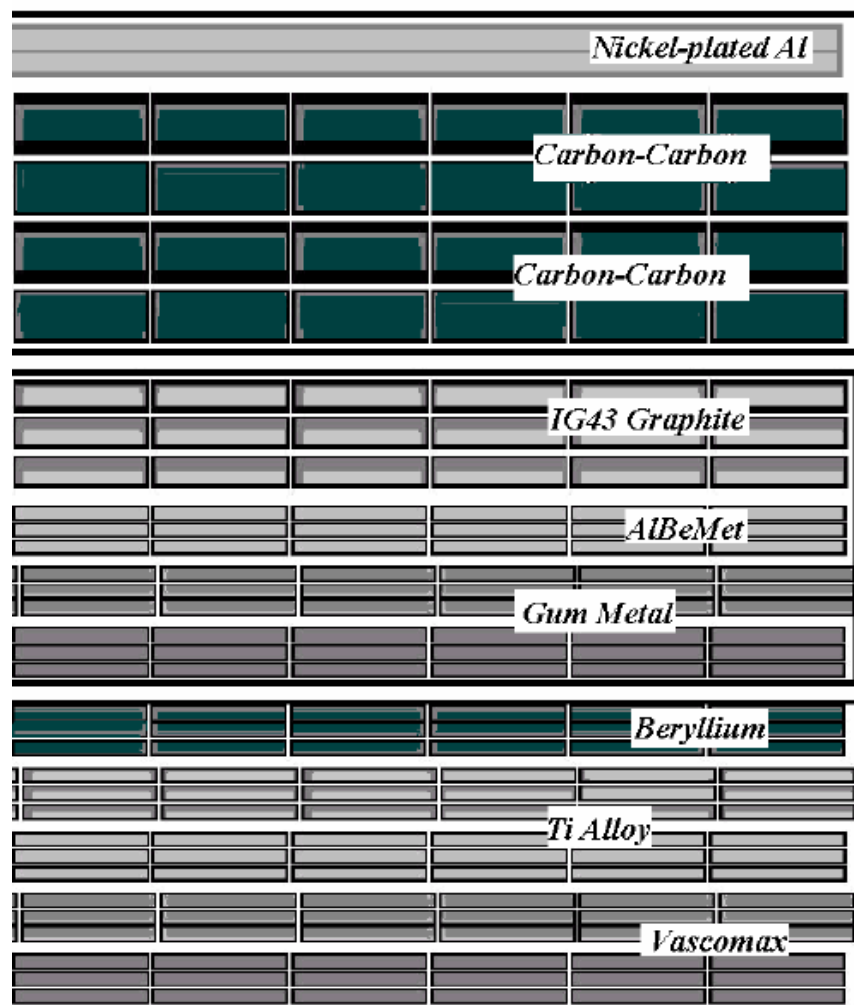 Nickel-plated Al
Carbon-Carbon
Carbon-Carbon
IG43 Graphite
AlBeMet
Gum Metal
Beryllium
Ti Alloy
Vascomax